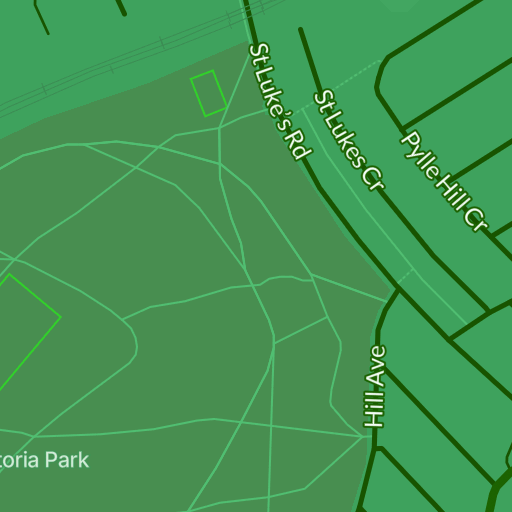 St Luke's Rd
St Lukes Cr
Pylle Hill Cr
Hill Ave
toria Park